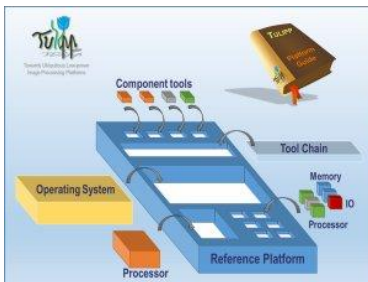 TULIPP
Towards Ubiquitous Low-power
Image Processing Platforms
TULIPP
Platform
Guide
Component tools
Tool Chain
Operating System
Memory
IO
Processor
Processor
Reference Platform